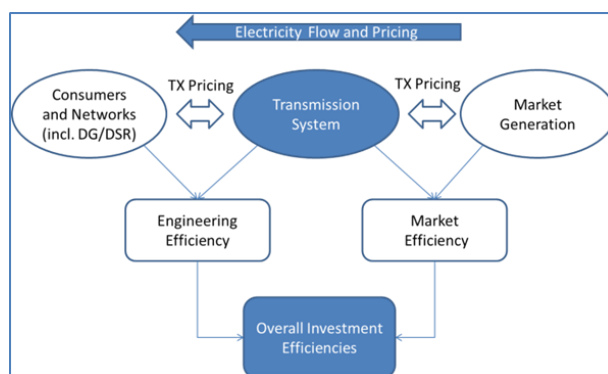 Electricity Flow and Pricing
TX Pricing
TX Pricing
Consumers
and Networks
(incl. DG/DSR)
Transmission
System
Market
Generation
Engineering
Efficiency
Market
Efficiency
Overall Investment
Efficiencies